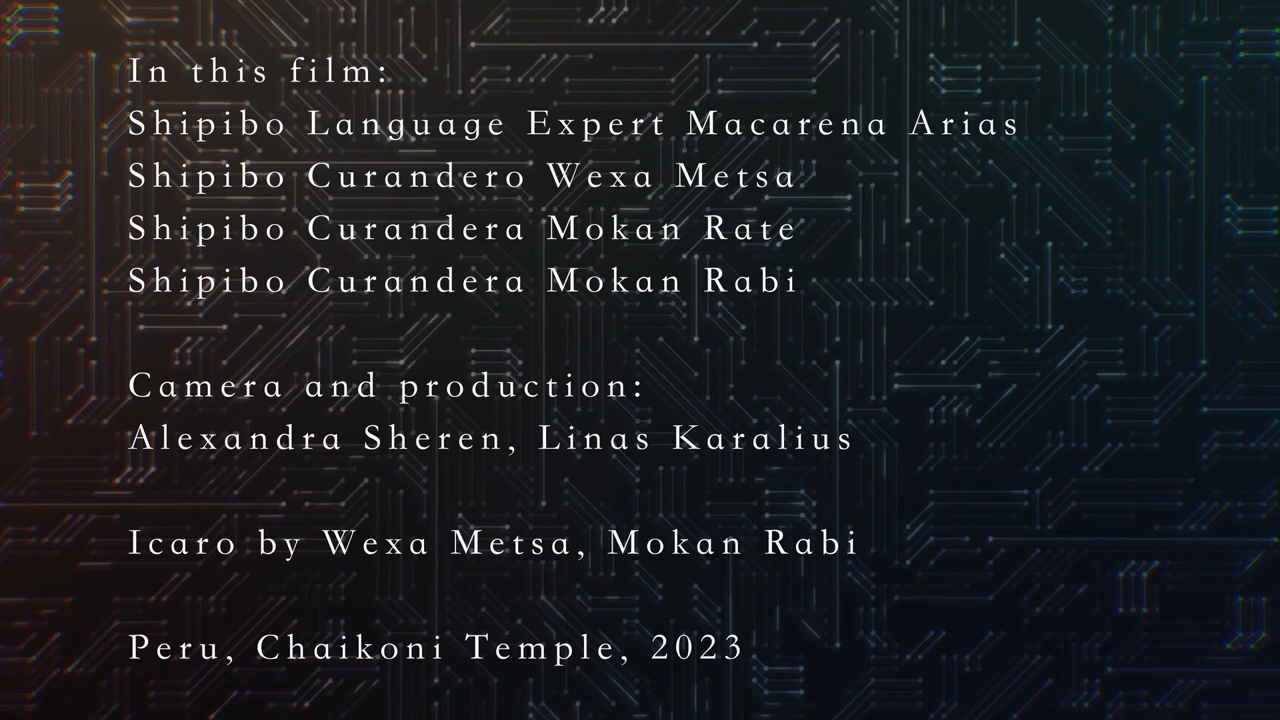 In this film:
Shipibo Language Expert Macarena Arias
Shipibo Curandero Wexa Metsa
Shipibo Curandera Mokan Rate
Shipibo Curandera Mokan Rabi
Camera and production:
Alexandra Sheren, Linas Karalius
Icaro by Wexa Metsa, Mokan Rabi
Peru, Chaikoni Temple, 2023